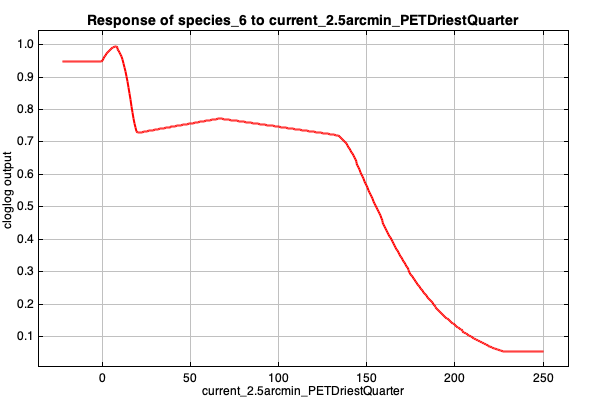 Response of species_6 to current_2.5arcmin_PETDriestQuarter
1.0
0.9
0.8
0.7
0.6
0.5
0.4
0.3
0.2
0.1
cloglog output
0 50 100 150 200 250
current_2.5arcmin_PETDriestQuarter